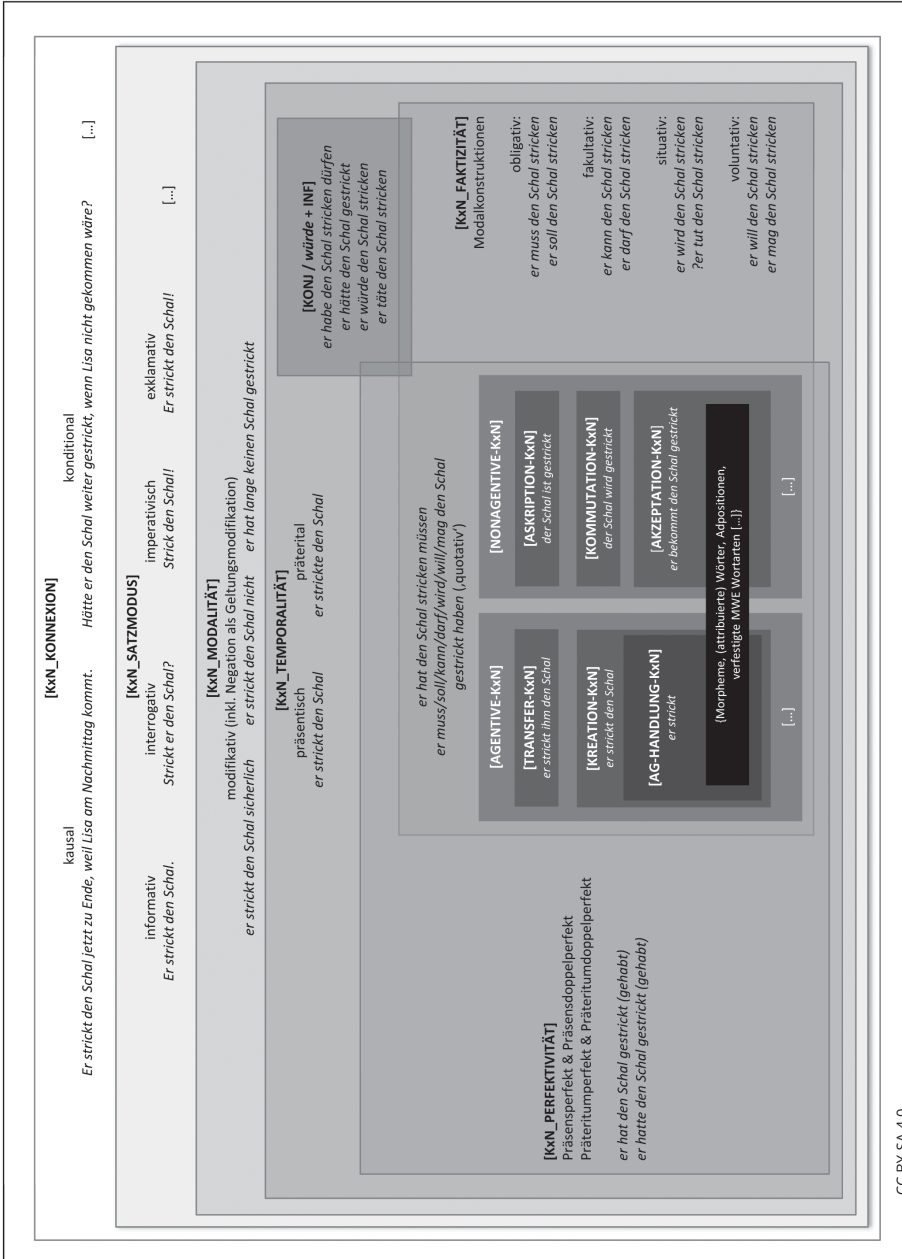 [KxN_KONNEXION]
kausal
Er strickt den Schal jetzt zu Ende, weil Lisa am Nachmittag kommt.
konditional
Hätte er den Schal weiter gestrickt, wenn Lisa nicht gekommen wäre?
[...]
[KxN_SATZMODUS]
informativ
Er strickt den Schal.
interrogativ
Strickt er den Schal?
imperativisch
Strick den Schal!
exklamativ
Er strickt den Schal!
[...]
[KxN_MODALITÄT]
modifikativ (inkl. Negation als Geltungsmodifikation)
er strickt den Schal sicherlich er strickt den Schal nicht er hat lange keinen Schal gestrickt
[KxN_TEMPORALITÄT]
präsentisch
er strickt den Schal
präterital
er strickte den Schal
[KONJ / würde + INF]
er habe den Schal stricken dürfen
er hätte den Schal gestrickt
er würde den Schal stricken
er täte den Schal stricken
[KxN_PERFEKTIVITÄT]
Präsensperfekt & Präsensdoppelperfekt
Präteritumperfekt & Präteritumdoppelperfekt
er hat den Schal gestrickt (gehabt)
er hatte den Schal gestrickt (gehabt)
er hat den Schal stricken müssen
er muss/soll/kann/darf/wird/will/mag den Schal
gestrickt haben (‚quotativ‘)
[AGENTIVE-KxN]
[TRANSFER-KxN]
er strickt ihm den Schal
[KREATION-KxN]
er strickt den Schal
[AG-HANDLUNG-KxN]
er strickt
[...]
[NONAGENTIVE-KxN]
[ASKRIPTION-KxN]
der Schal ist gestrickt
[KOMMUTATION-KxN]
der Schal wird gestrickt
[AKZEPTATION-KxN]
er bekommt den Schal gestrickt
{Morpheme, (attribuierte) Wörter, Adpositionen,
verfestigte MWE Wortarten [...]}
[...]
[KxN_FAKTIZITÄT]
Modalkonstruktionen
obligativ:
er muss den Schal stricken
er soll den Schal stricken
fakultativ:
er kann den Schal stricken
er darf den Schal stricken
situativ:
er wird den Schal stricken
?er tut den Schal stricken
voluntativ:
er will den Schal stricken
er mag den Schal stricken
CC BY-SA 4.0